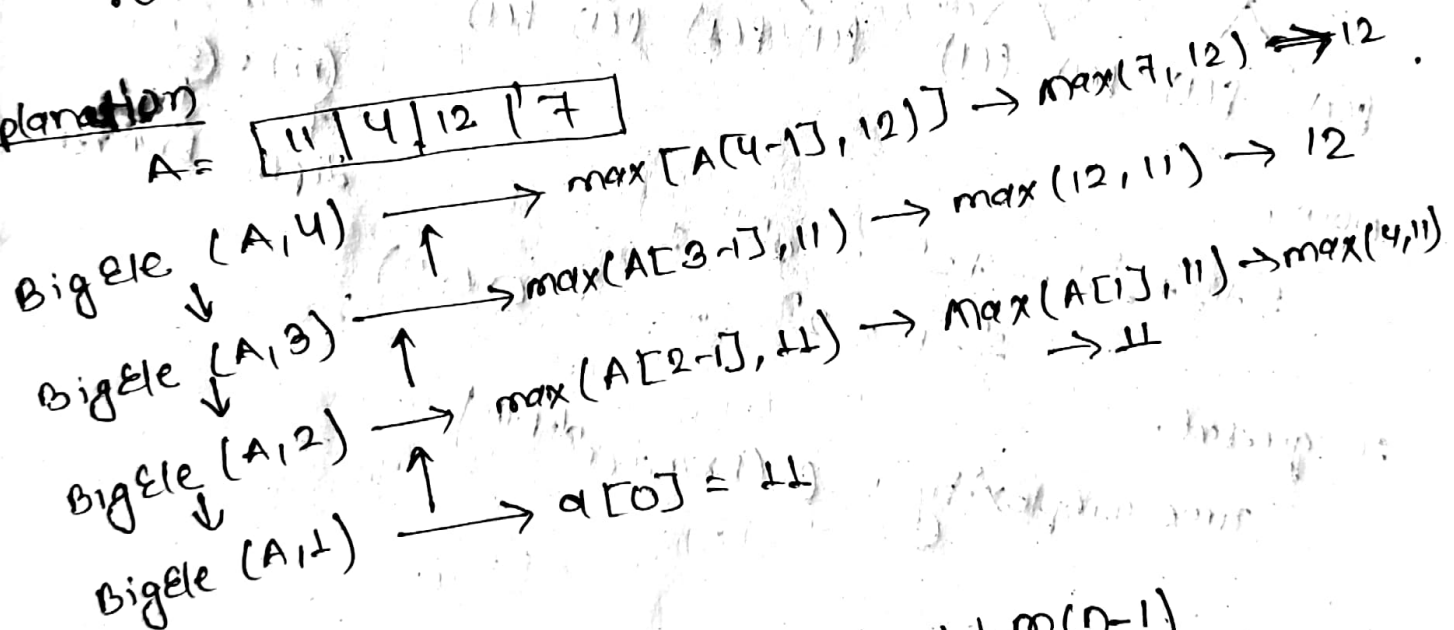 planation
A = 11 | 4 | 12 | 7
BigEle (A,4) → max [A(4-1], 12)] → max(7,12) ⇒ 12
↓ ↑
BigEle (A,3) → max(A[3-1], 11) → max (12,11) → 12
↓ ↑
BigEle (A,2) → max (A[2-1], 11) → Max (A[1], 11) → max(4,11)
→ 11
↓ ↑
BigEle (A,1) → a[0] = 11
m(n-1)